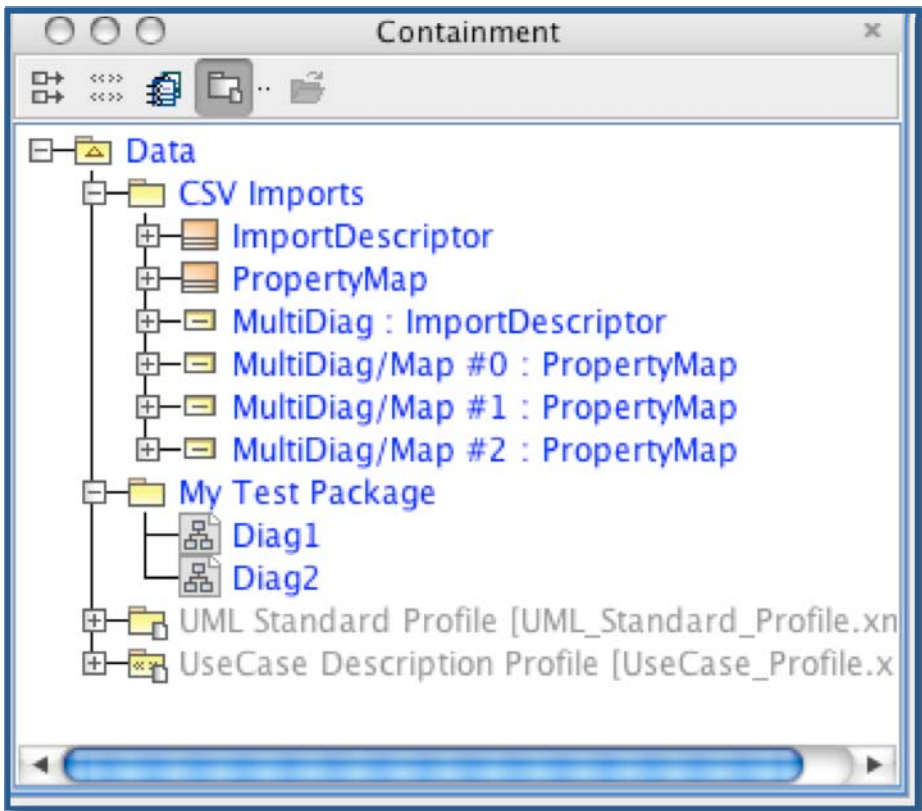 Containment
Data
CSV Imports
ImportDescriptor
PropertyMap
MultiDiag : ImportDescriptor
MultiDiag/Map #0 : PropertyMap
MultiDiag/Map #1 : PropertyMap
MultiDiag/Map #2 : PropertyMap
My Test Package
Diag1
Diag2
UML Standard Profile [UML_Standard_Profile.xn
UseCase Description Profile [UseCase_Profile.x